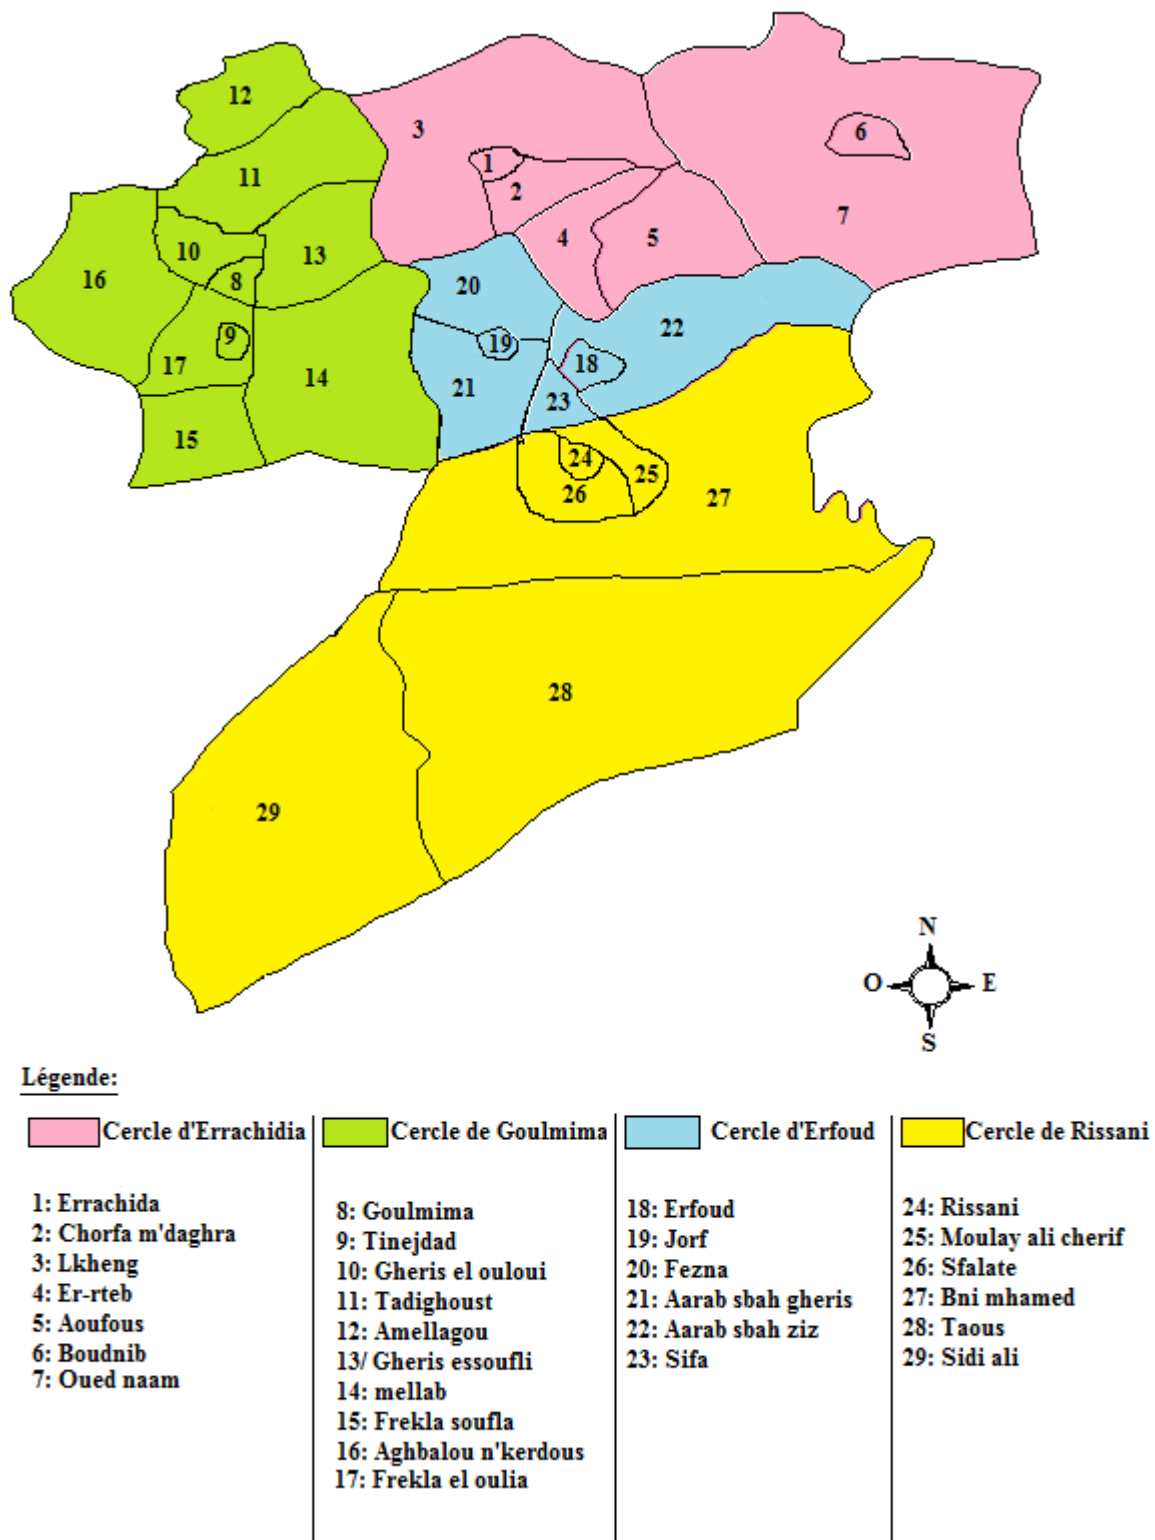 12
3
6
1
11
2
7
4
5
13
10
16
8
20
22
9
19
18
17
14
21
23
15
24
25
26
27
28
29
N
O
E
S
Légende:
Cercle d'Errachidia
1: Errachida
2: Chorfa m'daghra
3: Lkheng
4: Er-rteb
5: Aoufous
6: Boudnib
7: Oued naam
Cercle de Goulmima
8: Goulmima
9: Tinejdad
10: Gheris el ouloui
11: Tadighoust
12: Amellagou
13/ Gheris essoufli
14: mellab
15: Frekla soufla
16: Aghbalou n'kerdous
17: Frekla el oulia
Cercle d'Erfoud
18: Erfoud
19: Jorf
20: Fezna
21: Aarab sbah gheris
22: Aarab sbah ziz
23: Sifa
Cercle de Rissani
24: Rissani
25: Moulay ali cherif
26: Sfalate
27: Bni mhamed
28: Taous
29: Sidi ali